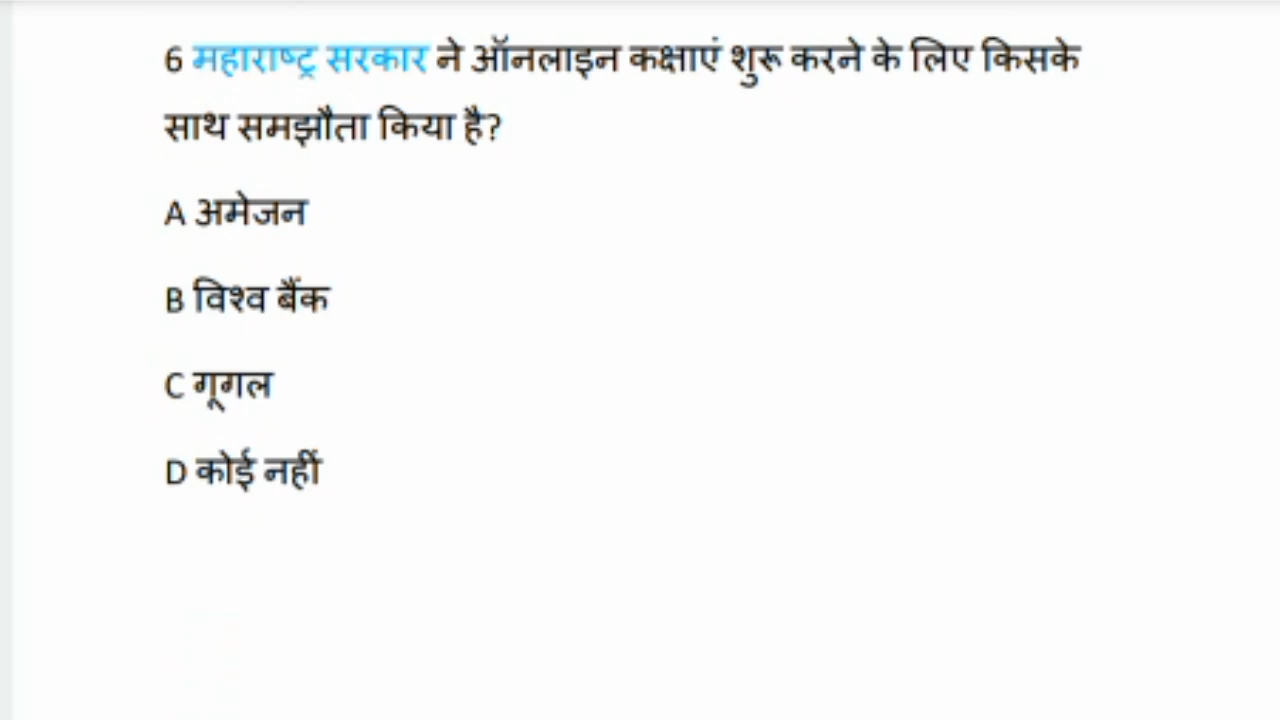 6 महाराष्ट्र सरकार ने ऑनलाइन कक्षाएं शुरू करने के लिए किसके
साथ समझौता किया है?
A अमेजन
B विश्व बैंक
C गूगल
D कोई नहीं